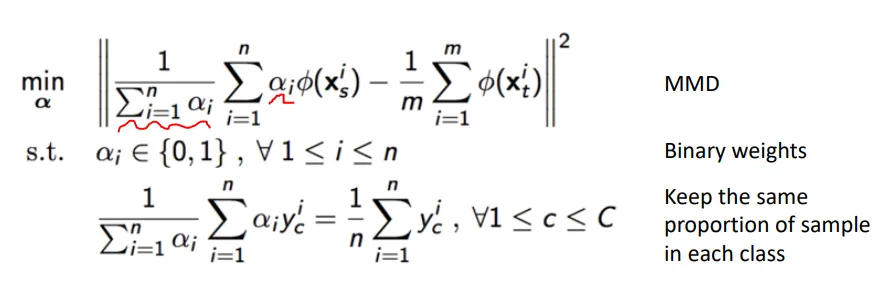 min_α ‖ 1/(∑_{i=1}^{n} α_i) ∑_{i=1}^{n} α_i ϕ(𝐱_s^i) − 1/m ∑_{i=1}^{m} ϕ(𝐱_t^i) ‖² MMD
s.t. α_i ∈ {0, 1} , ∀ 1 ≤ i ≤ n Binary weights
1/(∑_{i=1}^{n} α_i) ∑_{i=1}^{n} α_i y_c^i = 1/n ∑_{i=1}^{n} y_c^i , ∀1 ≤ c ≤ C
Keep the same
proportion of sample
in each class